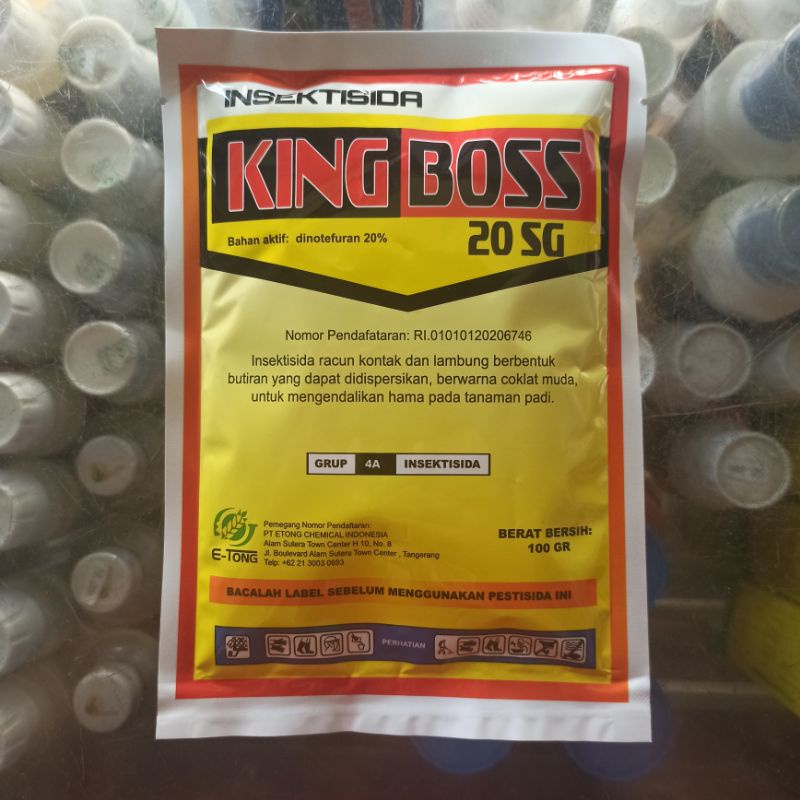 INSEKTISIDA
KING BOSS
Bahan aktif: dinotefuran 20%
20 SG
Nomor Pendafataran: RI.01010120206746
Insektisida racun kontak dan lambung berbentuk
butiran yang dapat didispersikan, berwarna coklat muda,
untuk mengendalikan hama pada tanaman padi.
GRUP 4A INSEKTISIDA
E-TONG
Pemegang Nomor Pendaftaran:
PT ETONG CHEMICAL INDONESIA
Alam Sutera Town Center H 10, No. 8
Jl. Boulevard Alam Sutera Town Center , Tangerang
Telp: +62 21 3003 0693
BERAT BERSIH:
100 GR
BACALAH LABEL SEBELUM MENGGUNAKAN PESTISIDA INI
PERHATIAN